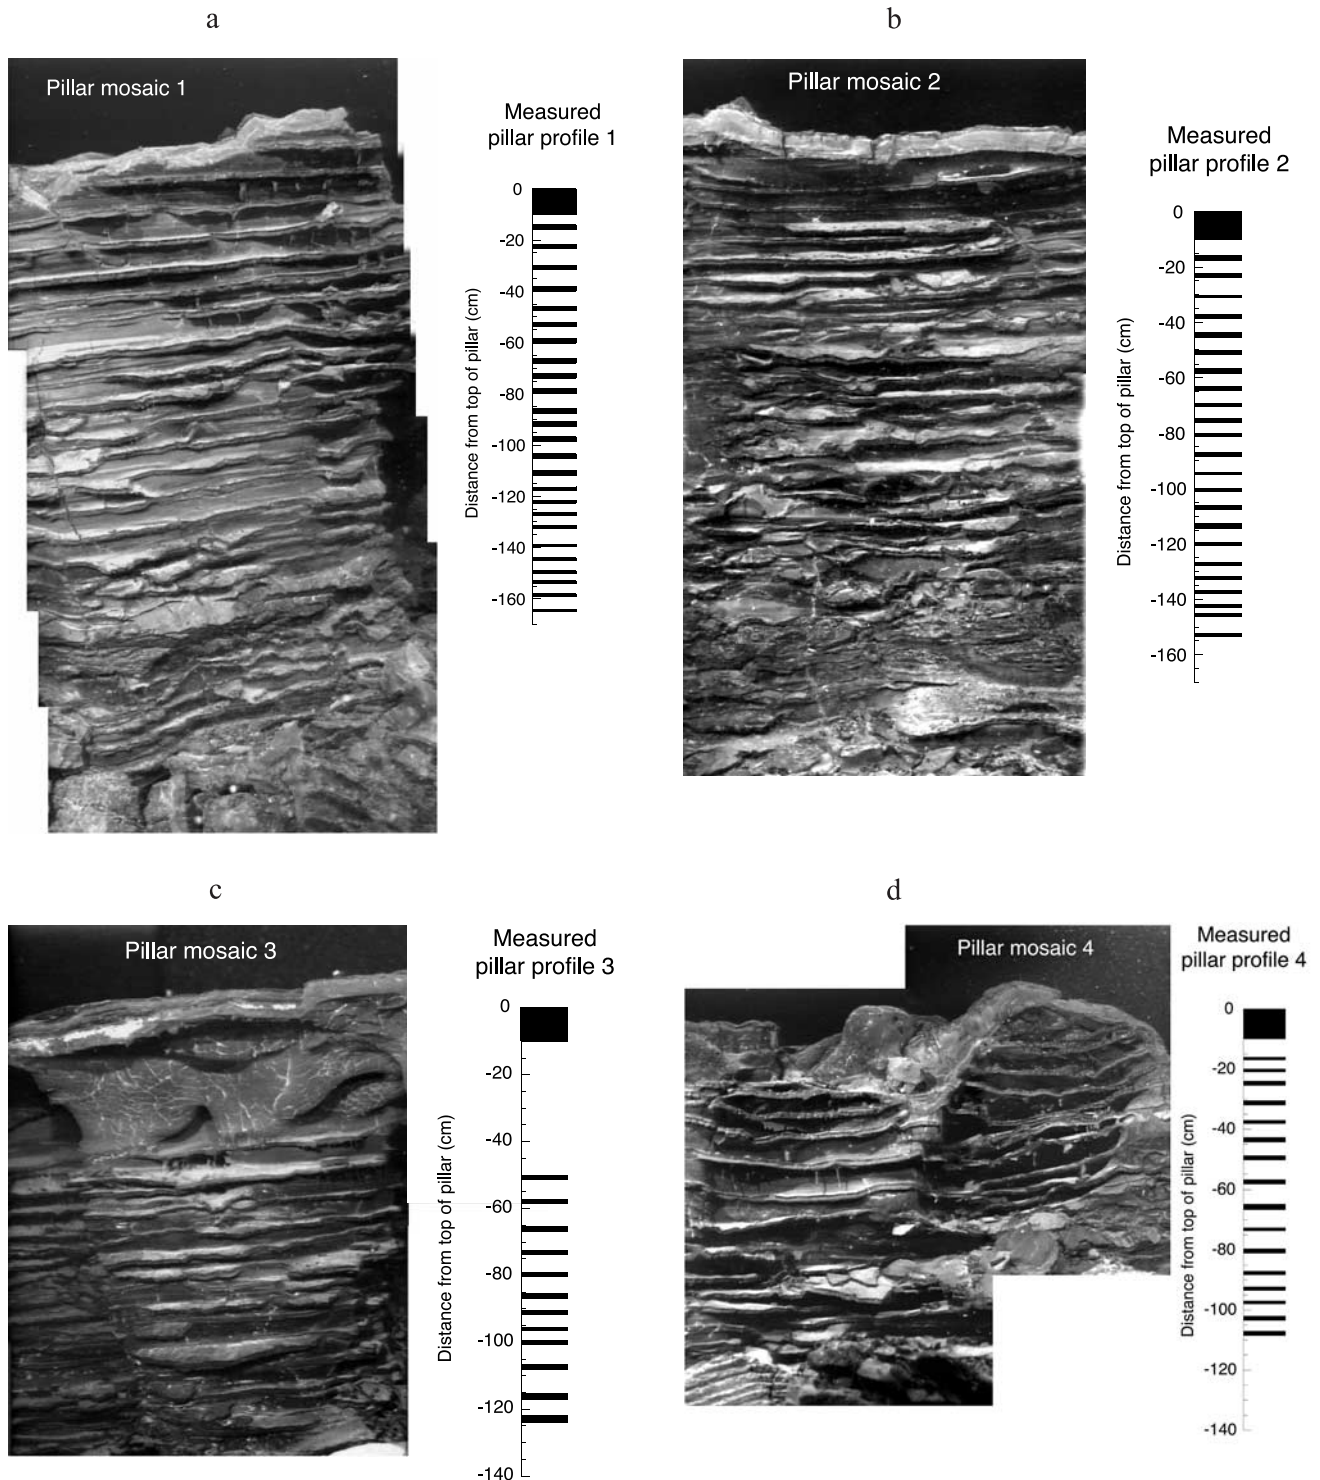 a
Pillar mosaic 1
Measured
pillar profile 1
Distance from top of pillar (cm)
0
-20
-40
-60
-80
-100
-120
-140
-160
b
Pillar mosaic 2
Measured
pillar profile 2
Distance from top of pillar (cm)
0
-20
-40
-60
-80
-100
-120
-140
-160
c
Pillar mosaic 3
Measured
pillar profile 3
Distance from top of pillar (cm)
0
-20
-40
-60
-80
-100
-120
-140
d
Pillar mosaic 4
Measured
pillar profile 4
Distance from top of pillar (cm)
0
-20
-40
-60
-80
-100
-120
-140